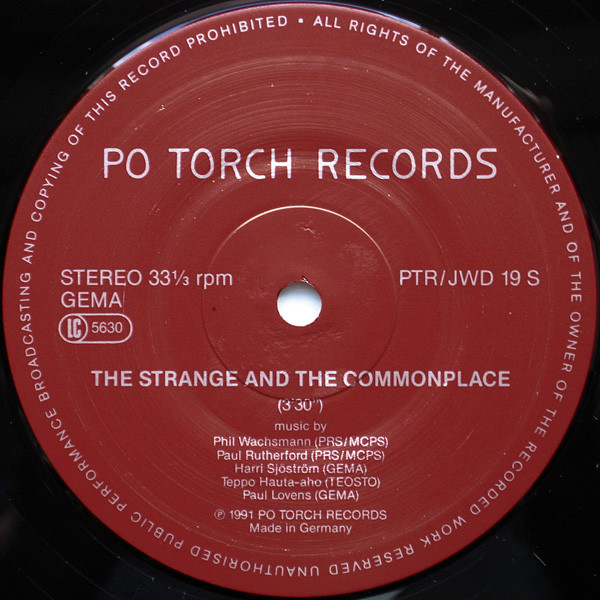 PO TORCH RECORDS
STEREO 33⅓ rpm
GEMA
LC 5630
PTR/JWD 19 S
THE STRANGE AND THE COMMONPLACE
(3'30")
music by
Phil Wachsmann (PRS/MCPS)
Paul Rutherford (PRS/MCPS)
Harri Sjöström (GEMA)
Teppo Hauta-aho (TEOSTO)
Paul Lovens (GEMA)
℗ 1991 PO TORCH RECORDS
Made in Germany
ALL RIGHTS OF THE MANUFACTURER AND OF THE OWNER OF THE RECORDED WORK RESERVED UNAUTHORISED PUBLIC PERFORMANCE BROADCASTING AND COPYING OF THIS RECORD PROHIBITED •